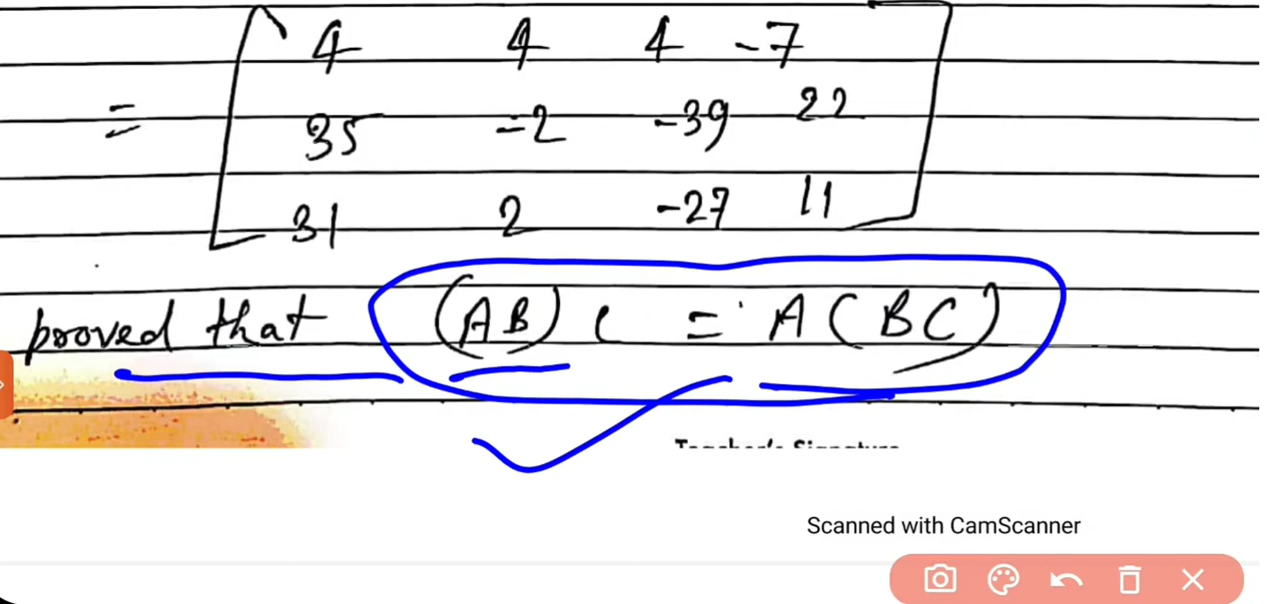 4 4 4 -7
= 35 -2 -39 22
31 2 -27 11
proved that (AB) C = A(BC)
Scanned with CamScanner